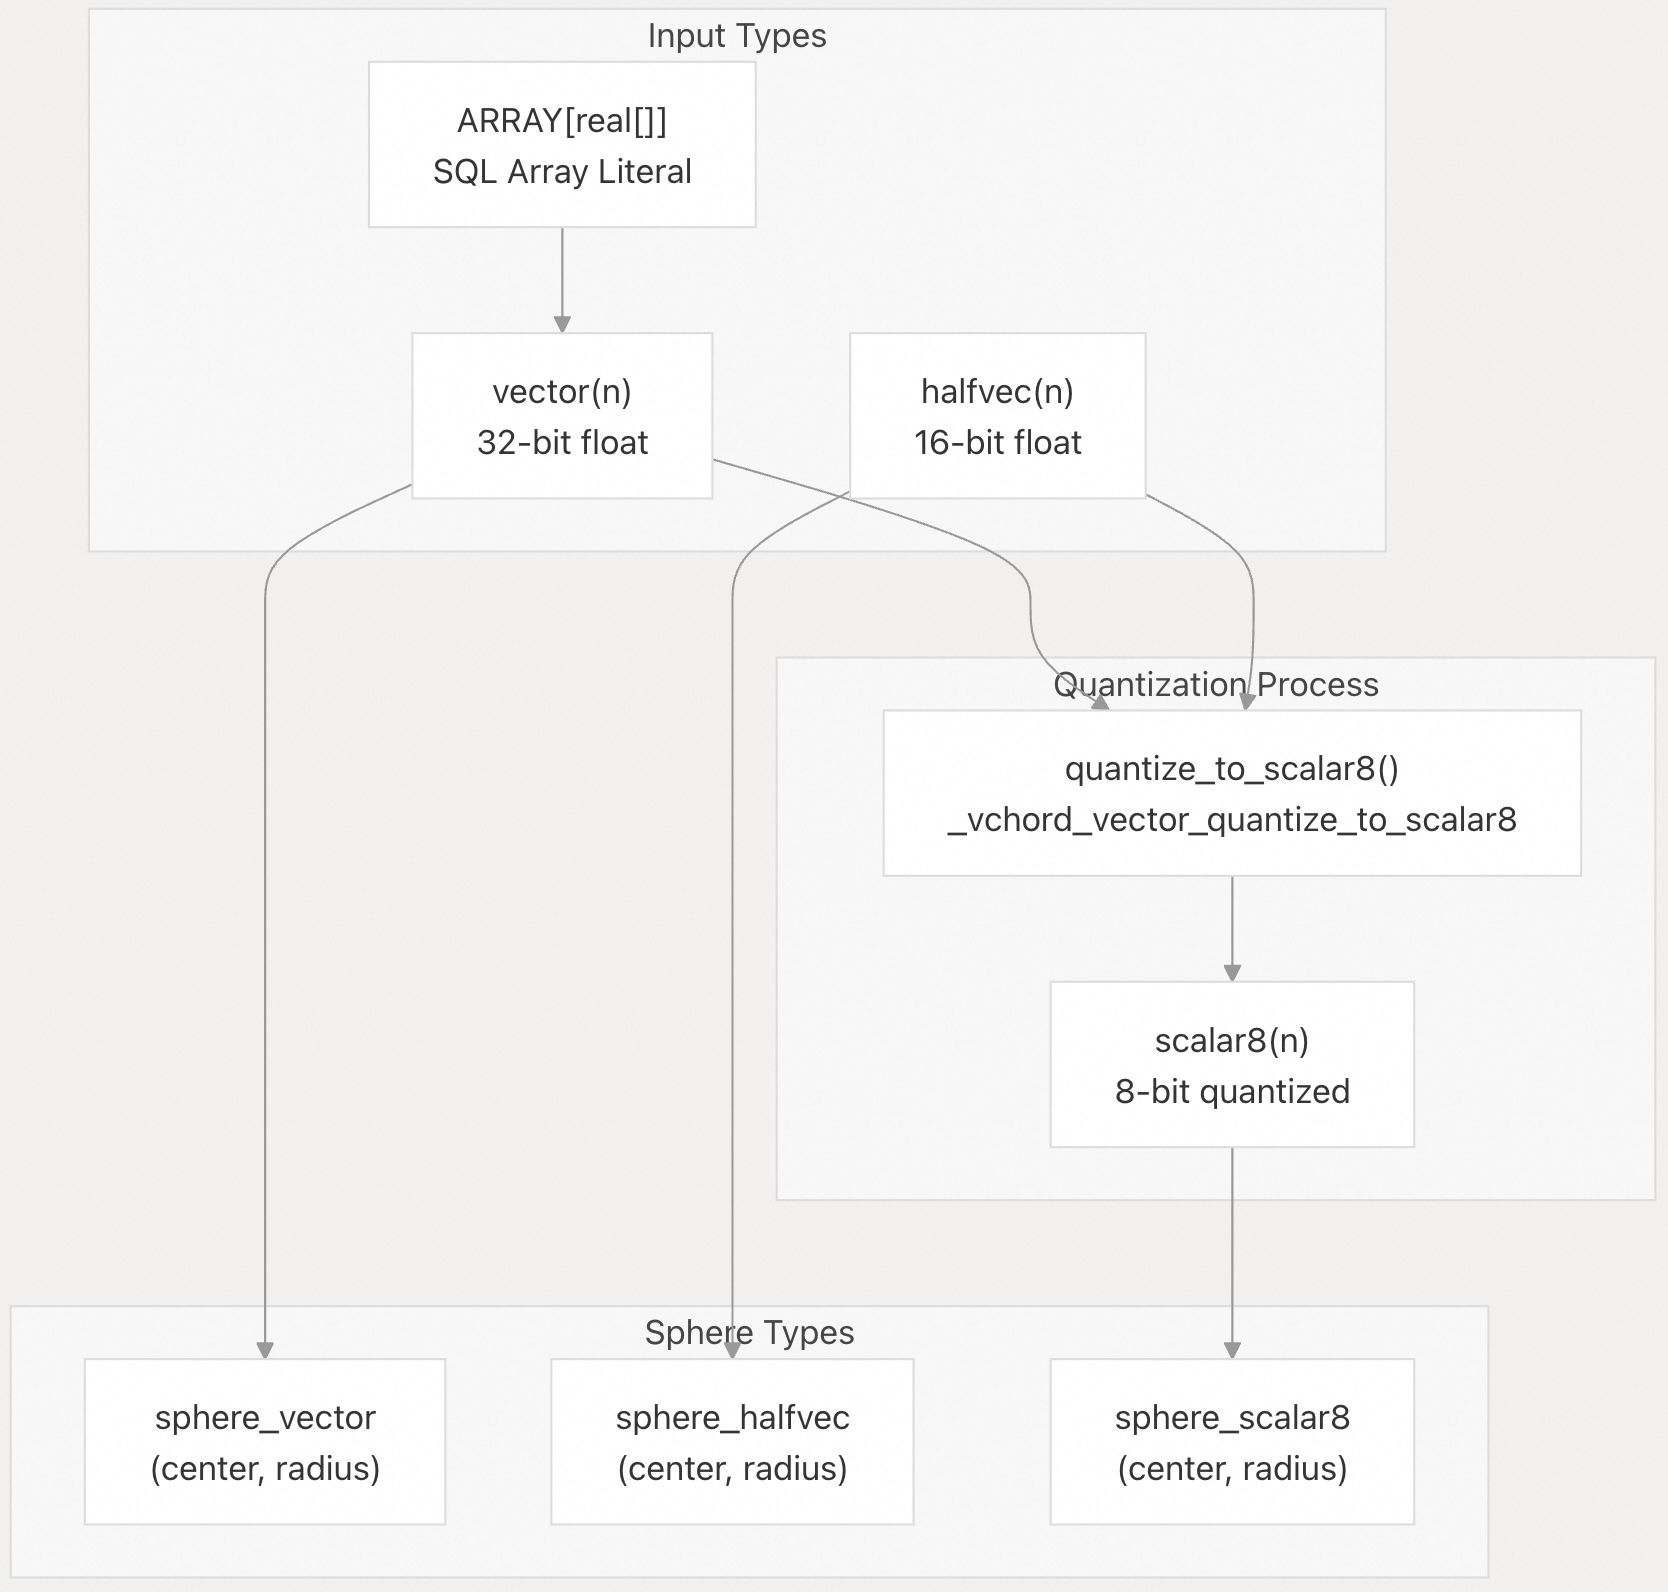 Input Types
ARRAY[real[]]
SQL Array Literal
vector(n)
32-bit float
halfvec(n)
16-bit float
Quantization Process
quantize_to_scalar8()
_vchord_vector_quantize_to_scalar8
scalar8(n)
8-bit quantized
Sphere Types
sphere_vector
(center, radius)
sphere_halfvec
(center, radius)
sphere_scalar8
(center, radius)